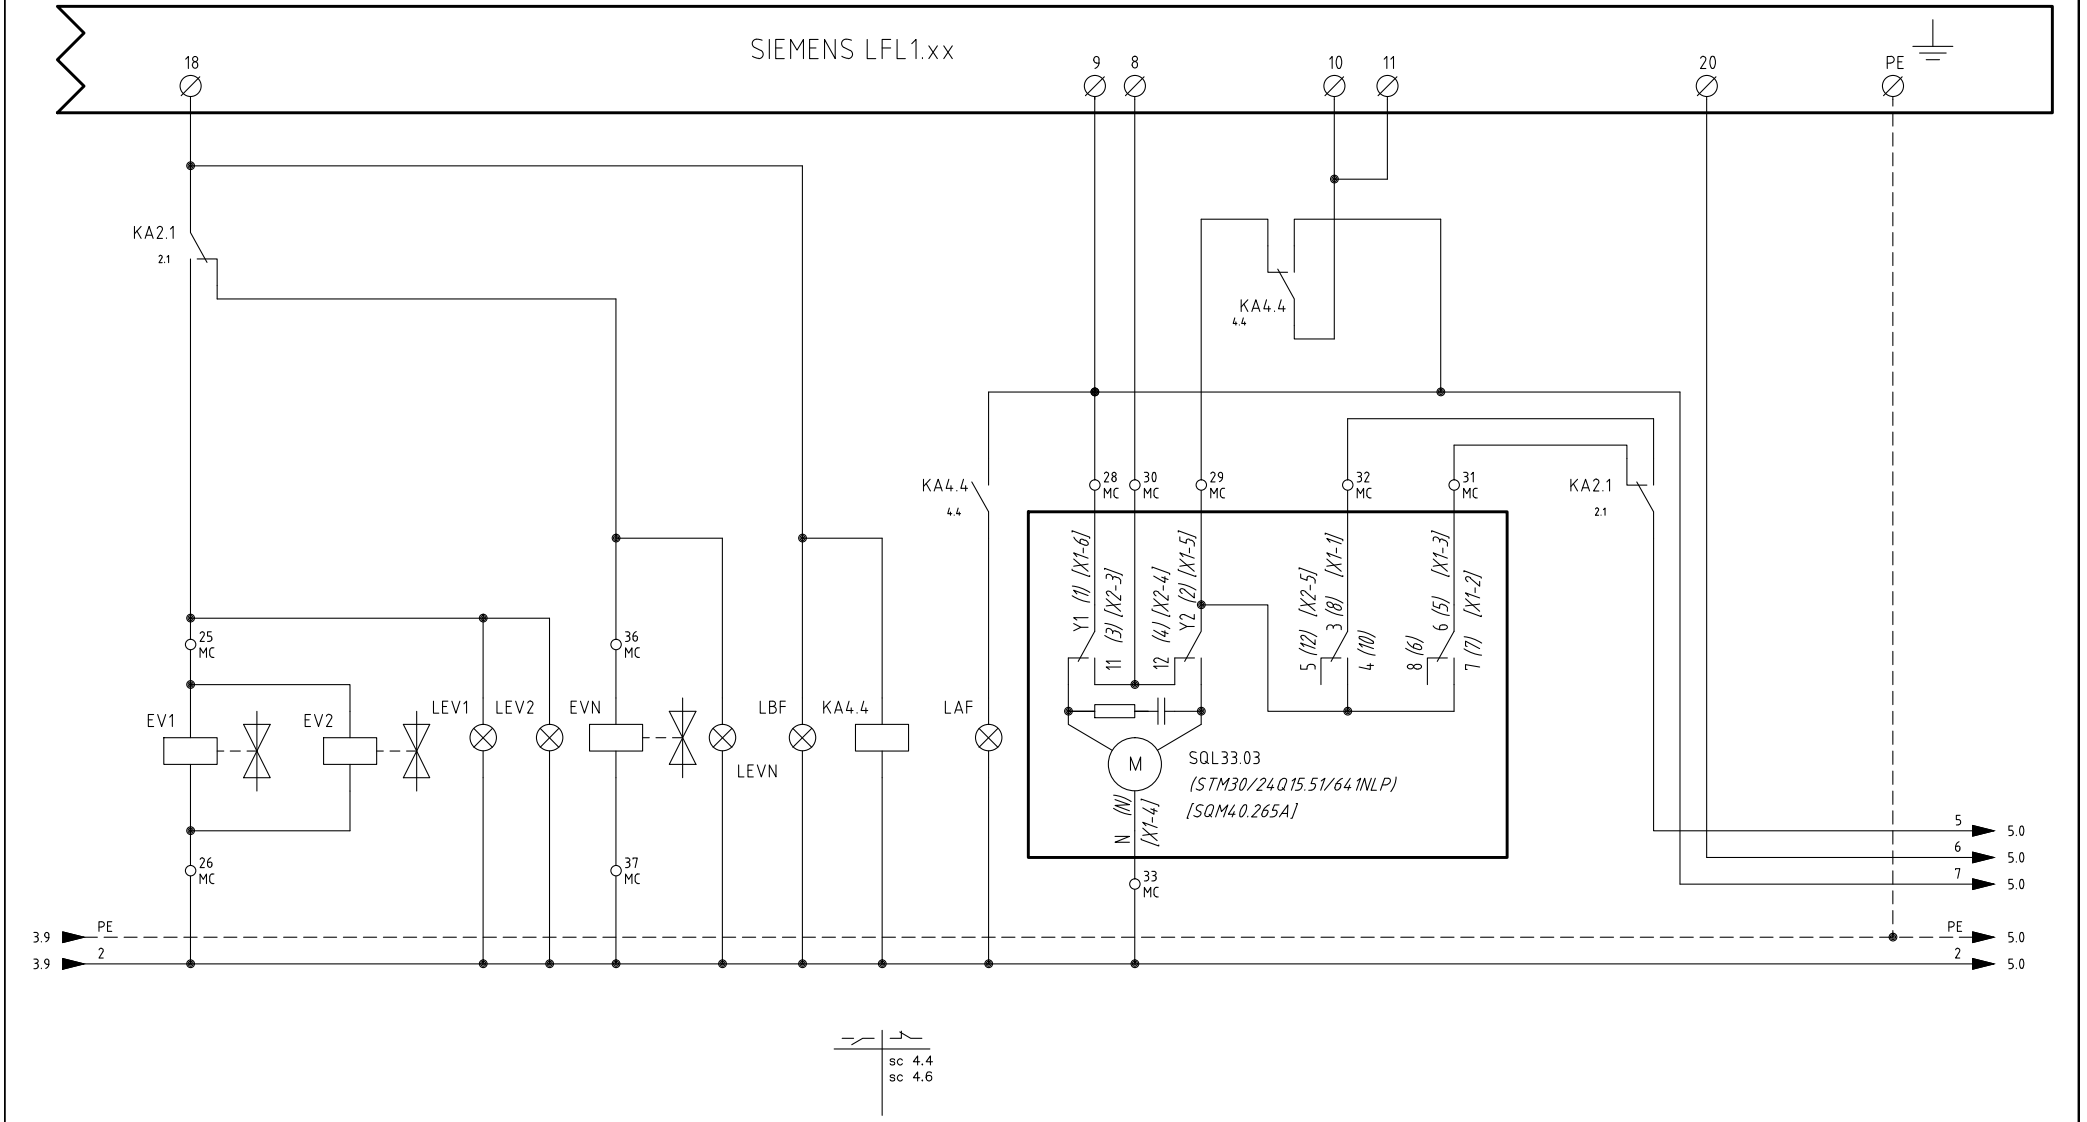 SIEMENS LFL1.xx
18
9
8
10
11
20
PE
KA2.1
2.1
KA4.4
4.4
KA4.4
4.4
28
MC
30
MC
29
MC
32
MC
31
MC
KA2.1
2.1
Y1 (1) [X1-6]
11 (3) [X2-3]
12 (4) [X2-4]
Y2 (2) [X1-5]
5 (12) [X2-5]
3 (8) [X1-1]
4 (10)
8 (6)
6 (5) [X1-3]
7 (7) [X1-2]
25
MC
36
MC
EV1
EV2
LEV1
LEV2
EVN
LEVN
LBF
KA4.4
LAF
M
SQL33.03
(STM30/24Q15.51/641NLP)
[SQM40.265A]
N (N)
[X1-4]
26
MC
37
MC
33
MC
5
5.0
6
5.0
7
5.0
3.9
PE
PE
5.0
3.9
2
2
5.0
sc 4.4
sc 4.6